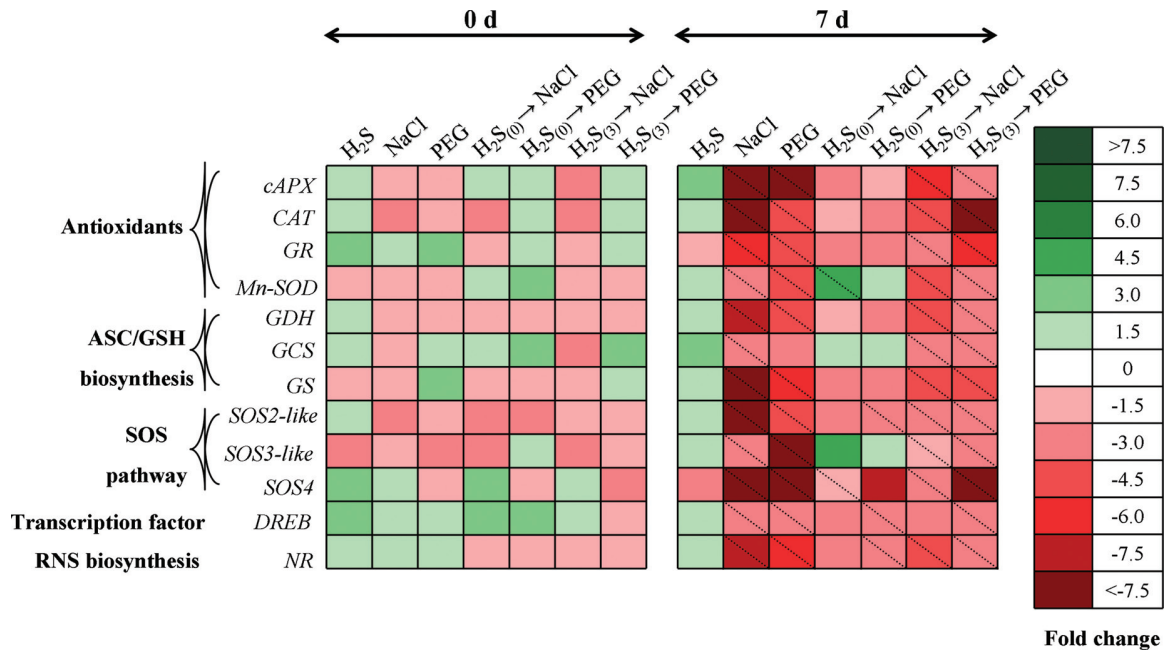 0 d
7 d
H₂S
NaCl
PEG
H₂S(0)→ NaCl
H₂S(0)→ PEG
H₂S(3)→ NaCl
H₂S(3)→ PEG
H₂S
NaCl
PEG
H₂S(0)→ NaCl
H₂S(0)→ PEG
H₂S(3)→ NaCl
H₂S(3)→ PEG
Antioxidants
cAPX
CAT
GR
Mn-SOD
ASC/GSH
biosynthesis
GDH
GCS
GS
SOS
pathway
SOS2-like
SOS3-like
SOS4
Transcription factor
DREB
RNS biosynthesis
NR
>7.5
7.5
6.0
4.5
3.0
1.5
0
-1.5
-3.0
-4.5
-6.0
-7.5
<-7.5
Fold change